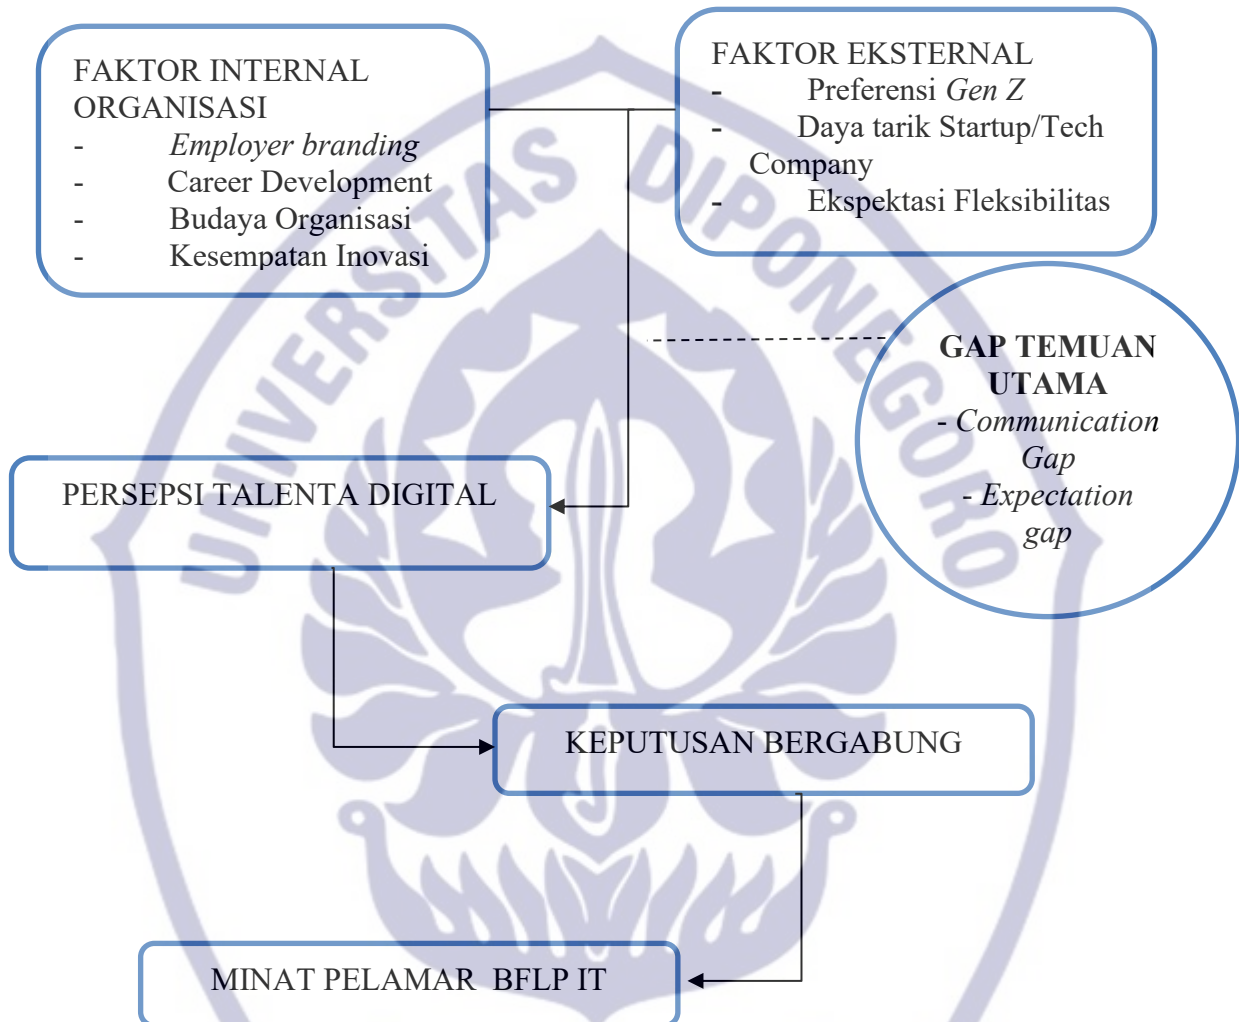 FAKTOR INTERNAL
ORGANISASI
- Employer branding
- Career Development
- Budaya Organisasi
- Kesempatan Inovasi
FAKTOR EKSTERNAL
- Preferensi Gen Z
- Daya tarik Startup/Tech
Company
- Ekspektasi Fleksibilitas
GAP TEMUAN
UTAMA
- Communication
Gap
- Expectation
gap
PERSEPSI TALENTA DIGITAL
KEPUTUSAN BERGABUNG
MINAT PELAMAR BFLP IT
UNIVERSITAS DIPONEGORO